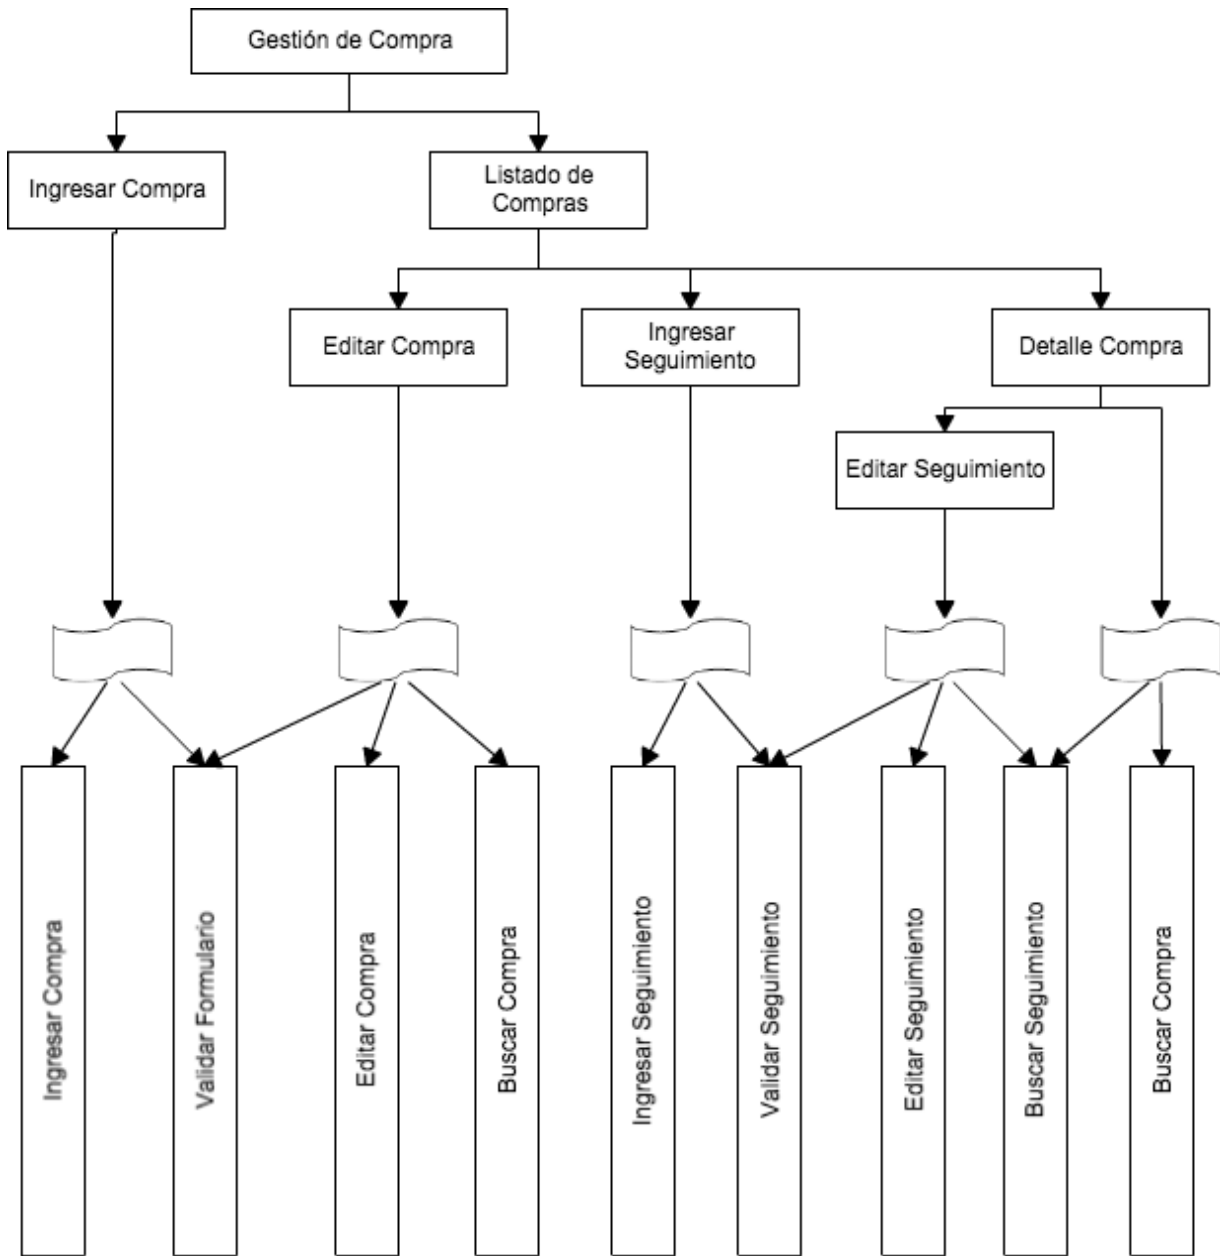 Gestión de Compra
Ingresar Compra
Listado de
Compras
Editar Compra
Ingresar
Seguimiento
Detalle Compra
Editar Seguimiento
Ingresar Compra
Validar Formulario
Editar Compra
Buscar Compra
Ingresar Seguimiento
Validar Seguimiento
Editar Seguimiento
Buscar Seguimiento
Buscar Compra